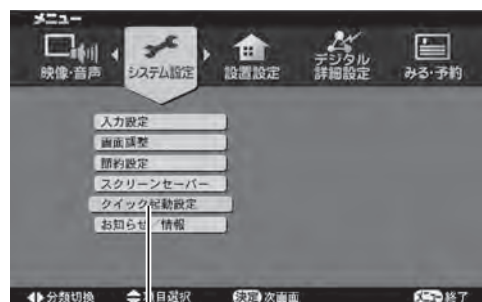 メニュー
映像・音声
システム設定
設置設定
デジタル
詳細設定
みる・予約
入力設定
画面調整
節約設定
スクリーンセーバー
クイック起動設定
お知らせ/情報
分類切換 項目選択 決定 次画面 メニュー 終了